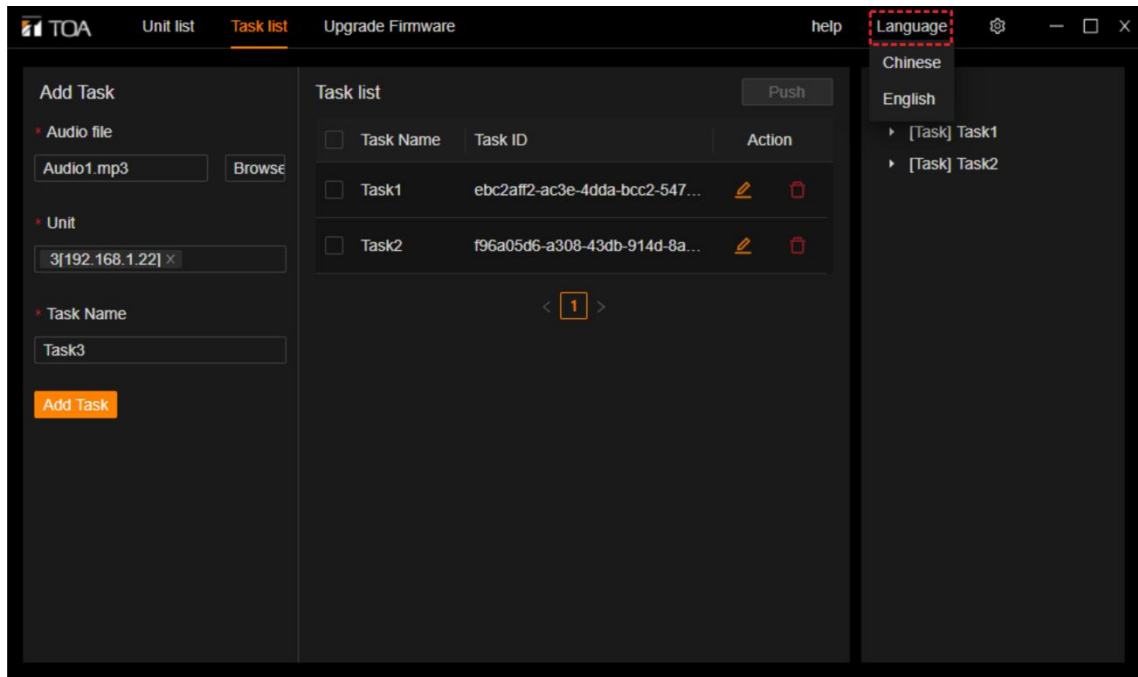 TOA Unit list Task list Upgrade Firmware help Language
Chinese
English
Add Task
* Audio file
Audio1.mp3 Browse
* Unit
3[192.168.1.22] ×
* Task Name
Task3
Add Task
Task list Push
Task Name Task ID Action
Task1 ebc2aff2-ac3e-4dda-bcc2-547...
Task2 f96a05d6-a308-43db-914d-8a...
< 1 >
[Task] Task1
[Task] Task2